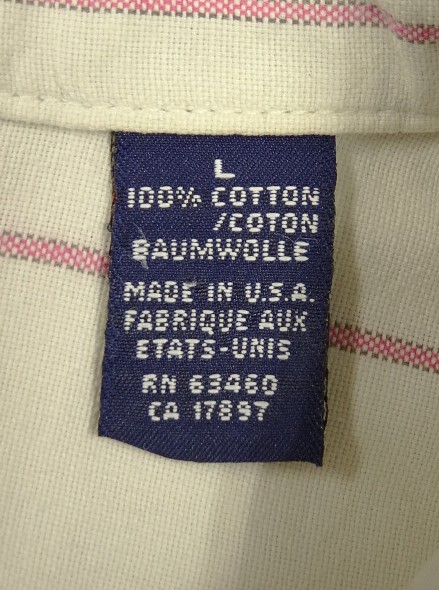 L
100% COTTON
/COTON
BAUMWOLLE
MADE IN U.S.A.
FABRIQUE AUX
ETATS-UNIS
RN 63460
CA 17897